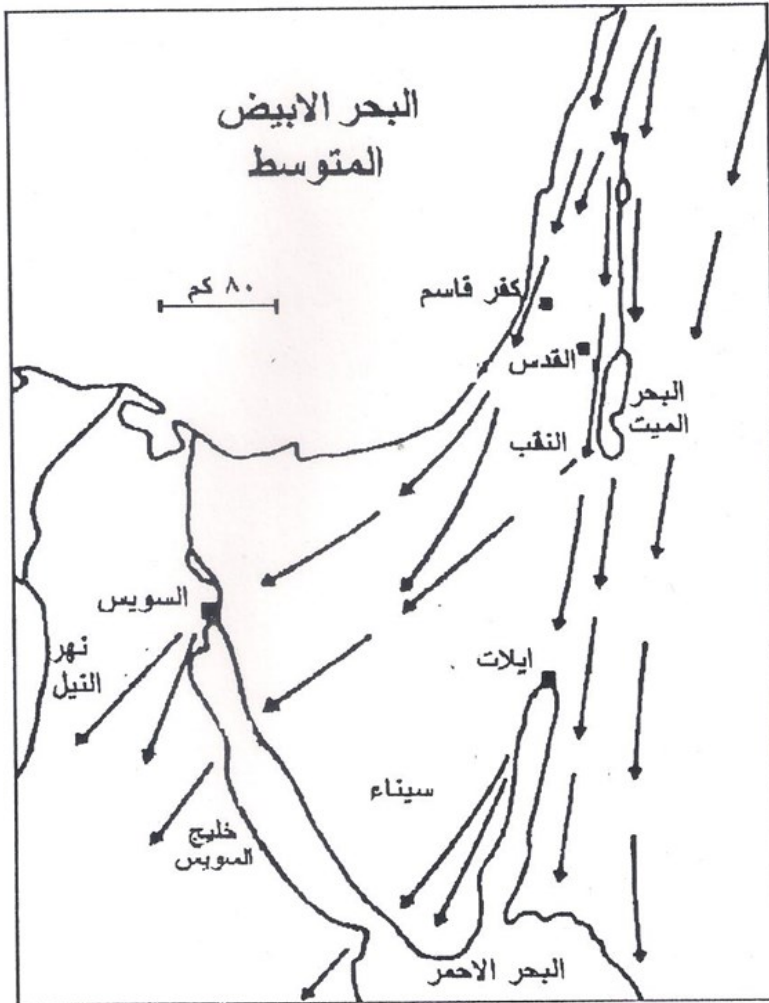 البحر الابيض
المتوسط
٨٠ كم
كفر قاسم
القدس
البحر
الميت
النقب
السويس
نهر
النيل
ايلات
سيناء
خليج
السويس
البحر الاحمر